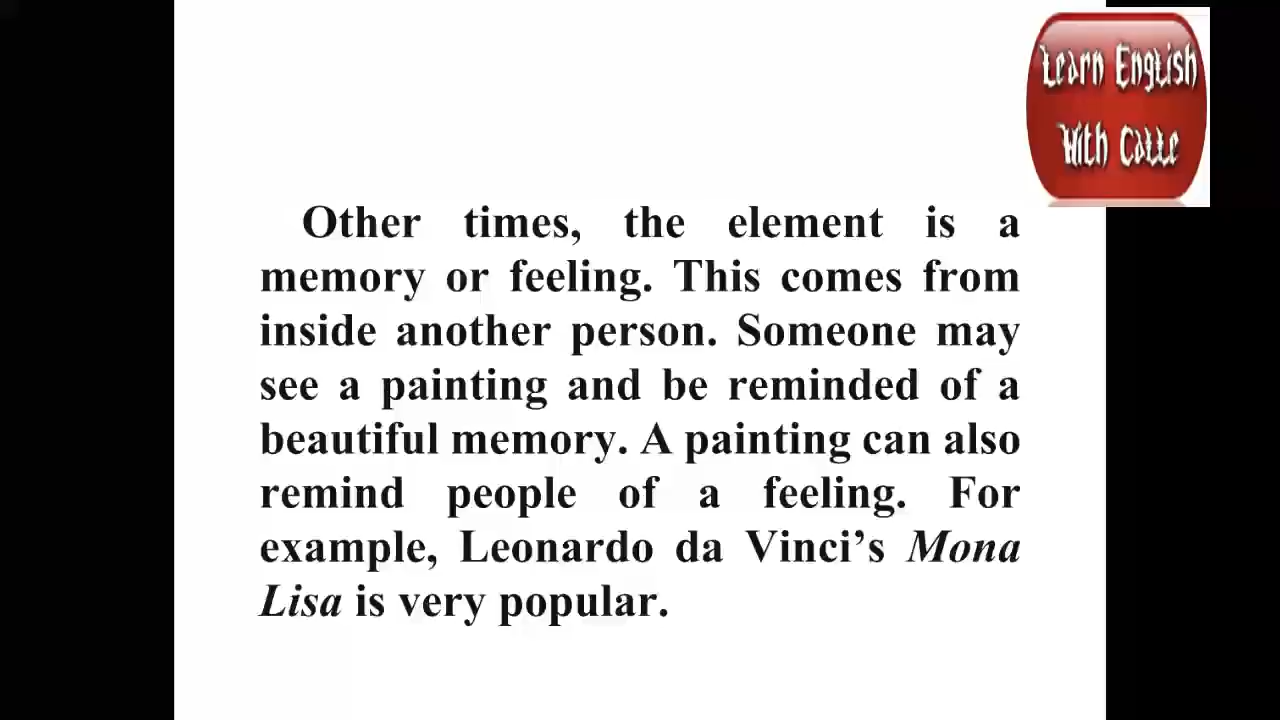 Learn English
With Catte
Other times, the element is a
memory or feeling. This comes from
inside another person. Someone may
see a painting and be reminded of a
beautiful memory. A painting can also
remind people of a feeling. For
example, Leonardo da Vinci’s Mona
Lisa is very popular.